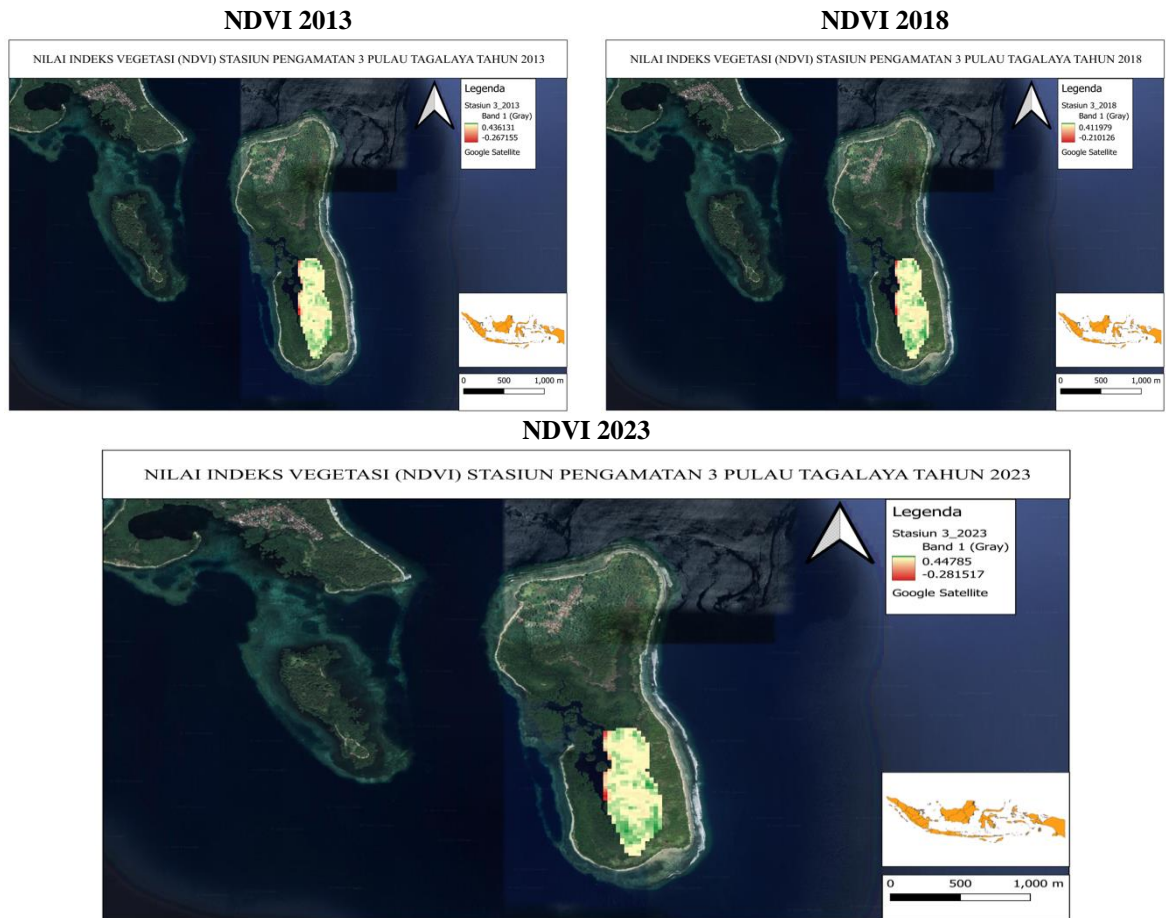 NDVI 2013
NILAI INDEKS VEGETASI (NDVI) STASIUN PENGAMATAN 3 PULAU TAGALAYA TAHUN 2013
Legenda
Stasiun 3_2013
Band 1 (Gray)
0.436131
-0.267155
Google Satellite
0 500 1,000 m
NDVI 2018
NILAI INDEKS VEGETASI (NDVI) STASIUN PENGAMATAN 3 PULAU TAGALAYA TAHUN 2018
Legenda
Stasiun 3_2018
Band 1 (Gray)
0.411979
-0.210126
Google Satellite
0 500 1,000 m
NDVI 2023
NILAI INDEKS VEGETASI (NDVI) STASIUN PENGAMATAN 3 PULAU TAGALAYA TAHUN 2023
Legenda
Stasiun 3_2023
Band 1 (Gray)
0.44785
-0.281517
Google Satellite
0 500 1,000 m